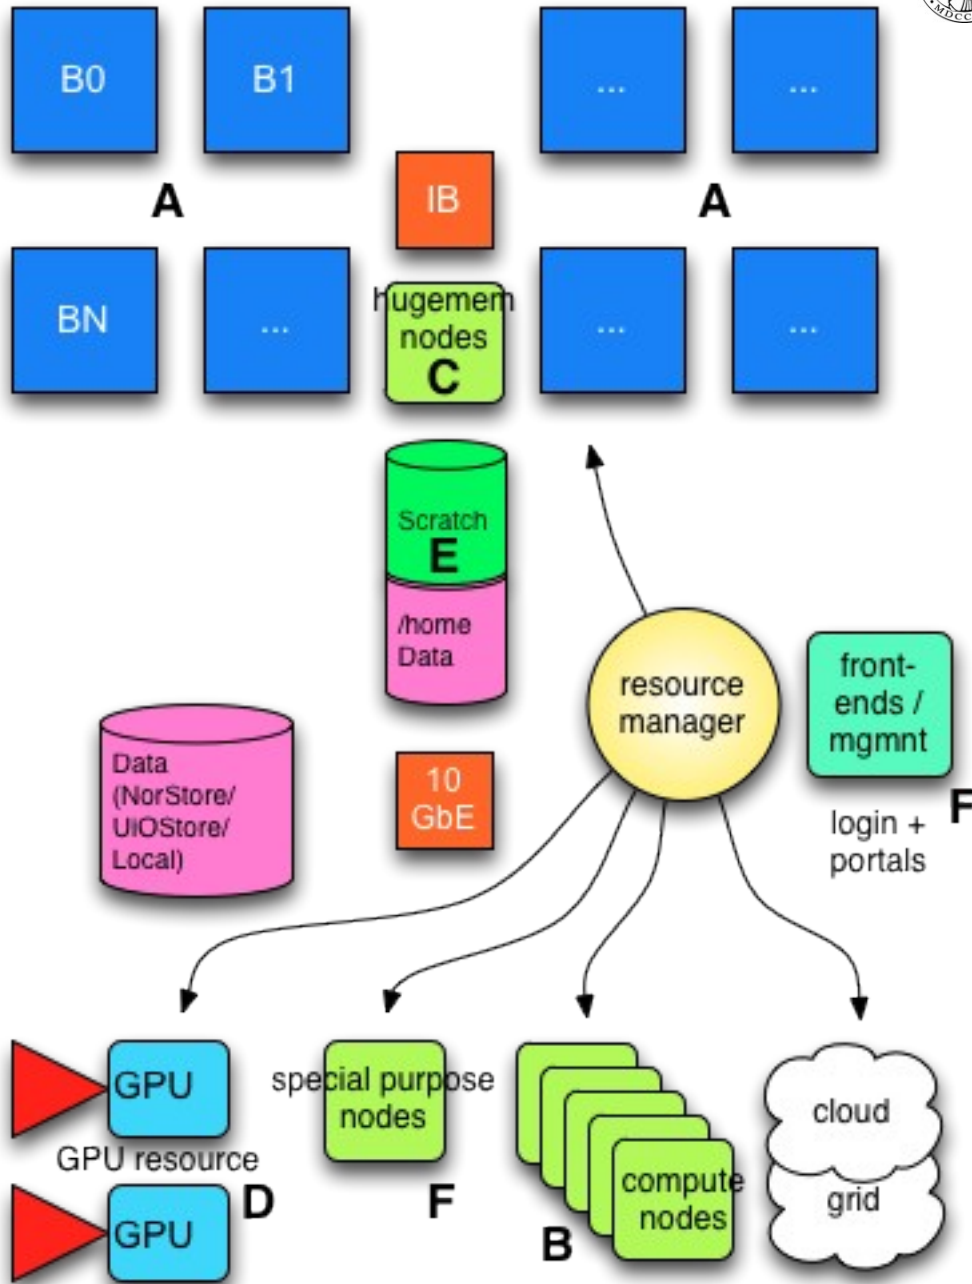 MDCC
B0
B1
...
...
A
IB
A
BN
...
hugemem
nodes
C
...
...
Scratch
E
/home
Data
resource
manager
front-
ends /
mgmnt
F
login +
portals
Data
(NorStore/
UiOStore/
Local)
10
GbE
GPU
GPU resource
D
GPU
special purpose
nodes
F
compute
nodes
B
cloud
grid